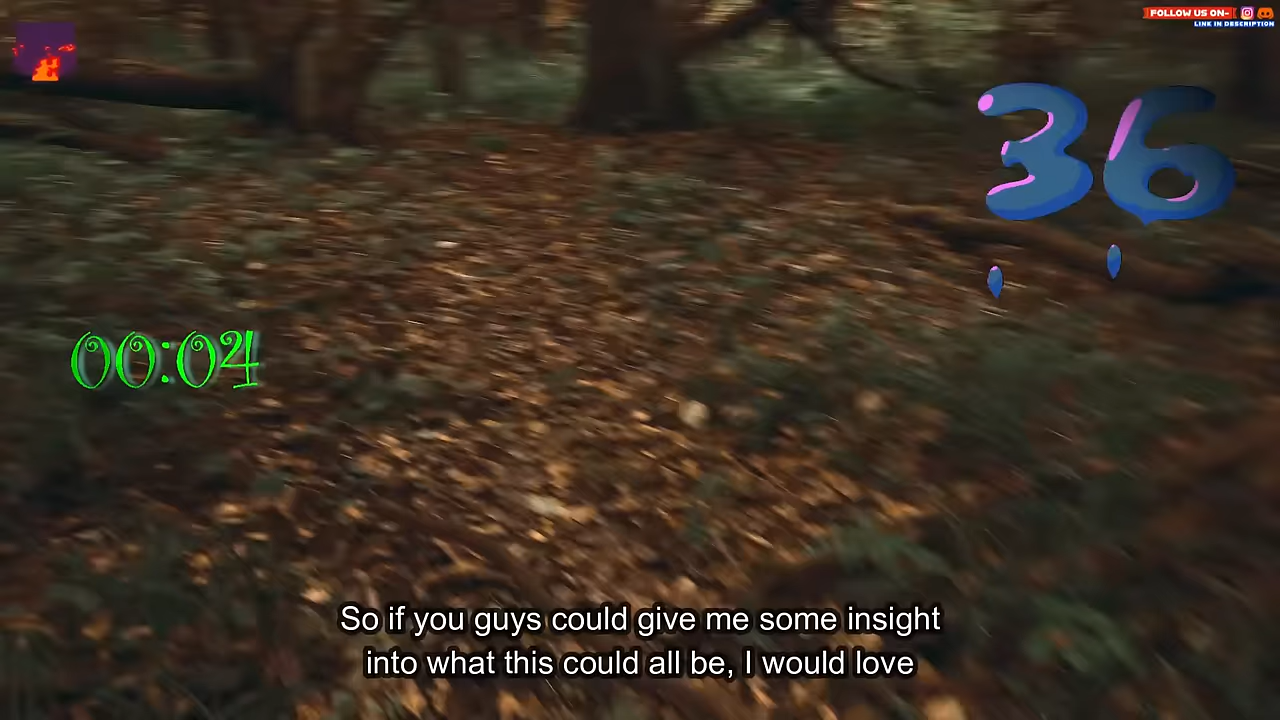 FOLLOW US ON-
LINK IN DESCRIPTION
36
00:04
So if you guys could give me some insight
into what this could all be, I would love